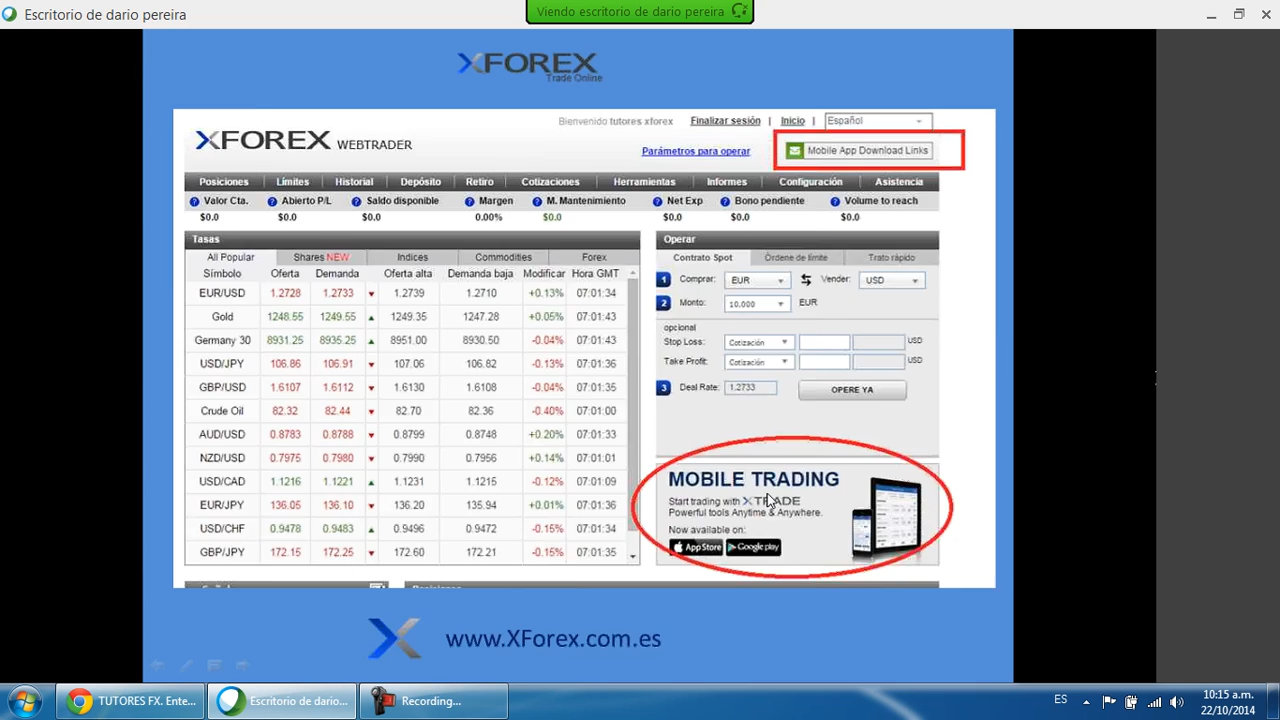 Escritorio de dario pereira
Viendo escritorio de dario pereira
XFOREX
Trade Online
Bienvenido tutores xforex Finalizar sesión | Inicio | Español
XFOREX WEBTRADER
Parámetros para operar
Mobile App Download Links
Posiciones Límites Historial Depósito Retiro Cotizaciones Herramientas Informes Configuración Asistencia
Valor Cta. Abierto P/L Saldo disponible Margen M. Mantenimiento Net Exp Bono pendiente Volume to reach
$0.0 $0.0 $0.0 0.00% $0.0 $0.0 $0.0 $0.0
Tasas
All Popular Shares NEW Indices Commodities Forex
Símbolo Oferta Demanda Oferta alta Demanda baja Modificar Hora GMT
EUR/USD 1.2728 1.2733 1.2739 1.2710 +0.13% 07:01:34
Gold 1248.55 1249.55 1249.35 1247.28 +0.05% 07:01:43
Germany 30 8931.25 8935.25 8951.00 8930.50 -0.04% 07:01:43
USD/JPY 106.86 106.91 107.06 106.82 -0.13% 07:01:36
GBP/USD 1.6107 1.6112 1.6130 1.6108 -0.04% 07:01:35
Crude Oil 82.32 82.44 82.70 82.36 -0.40% 07:01:00
AUD/USD 0.8783 0.8788 0.8799 0.8748 +0.20% 07:01:33
NZD/USD 0.7975 0.7980 0.7990 0.7956 +0.14% 07:01:01
USD/CAD 1.1216 1.1221 1.1231 1.1215 -0.12% 07:01:09
EUR/JPY 136.05 136.10 136.20 135.94 +0.01% 07:01:36
USD/CHF 0.9478 0.9483 0.9496 0.9472 -0.15% 07:01:34
GBP/JPY 172.15 172.25 172.60 172.21 -0.15% 07:01:35
Operar
Contrato Spot Órdene de límite Trato rápido
1 Comprar: EUR Vender: USD
2 Monto: 10.000 EUR
opcional
Stop Loss: Cotización USD
Take Profit: Cotización USD
3 Deal Rate: 1.2733 OPERE YA
MOBILE TRADING
Start trading with XTRADE
Powerful tools Anytime & Anywhere.
Now available on:
App Store Google play
www.XForex.com.es
TUTORES FX. Ente...
Escritorio de dario...
Recording...
ES
10:15 a.m.
22/10/2014